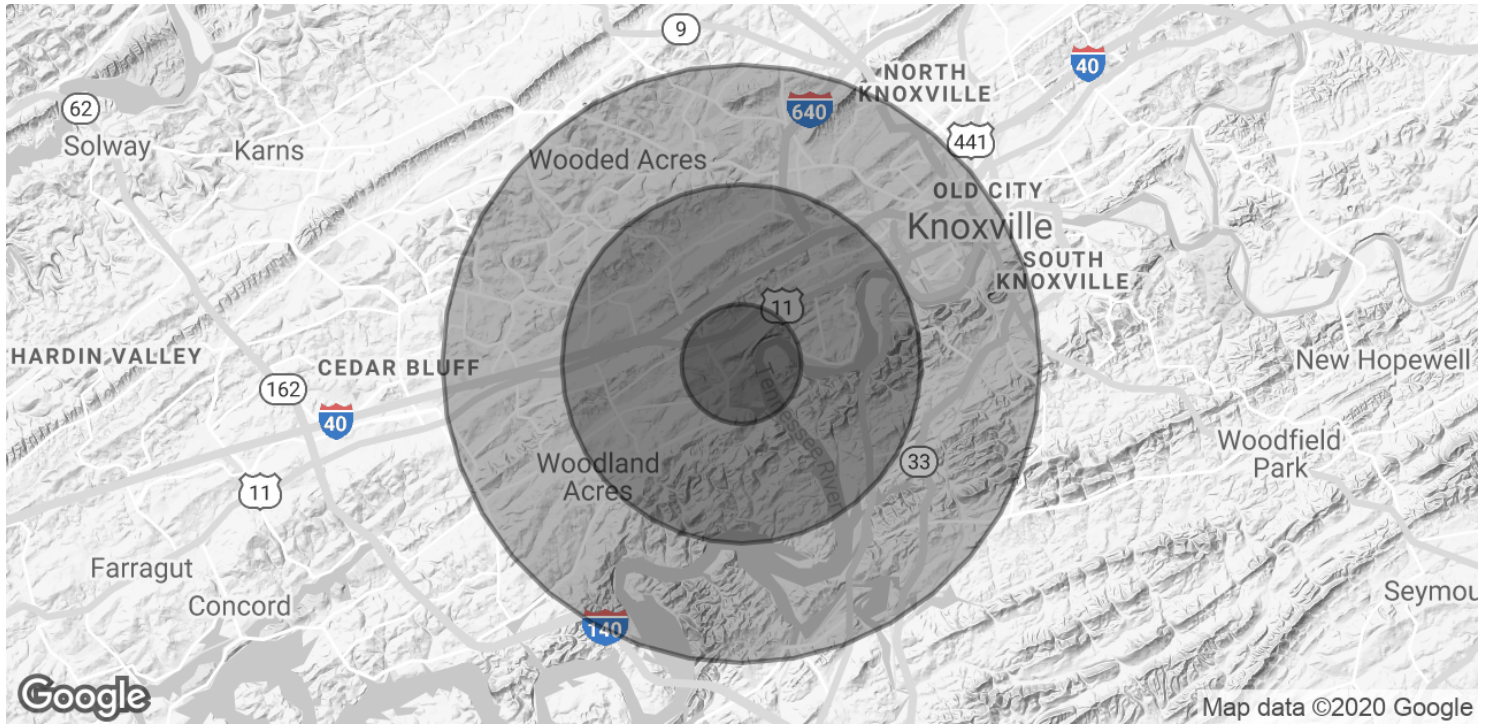 9
40
NORTH
KNOXVILLE
640
62
Solway
Karns
Wooded Acres
441
OLD CITY
Knoxville
SOUTH
KNOXVILLE
11
HARDIN VALLEY
CEDAR BLUFF
New Hopewell
162
40
Tennessee River
Woodland
Acres
33
Woodfield
Park
11
Farragut
Concord
Seymou
140
Google
Map data ©2020 Google